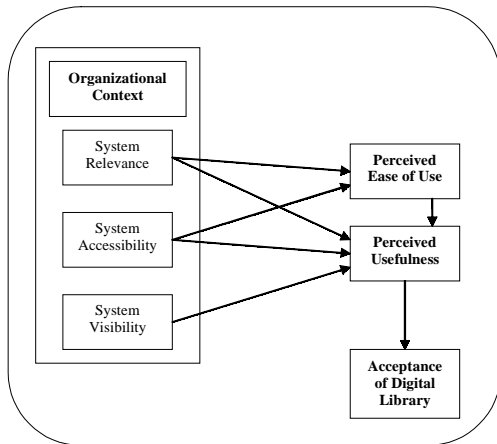 Organizational
Context
System
Relevance
System
Accessibility
System
Visibility
Perceived
Ease of Use
Perceived
Usefulness
Acceptance
of Digital
Library